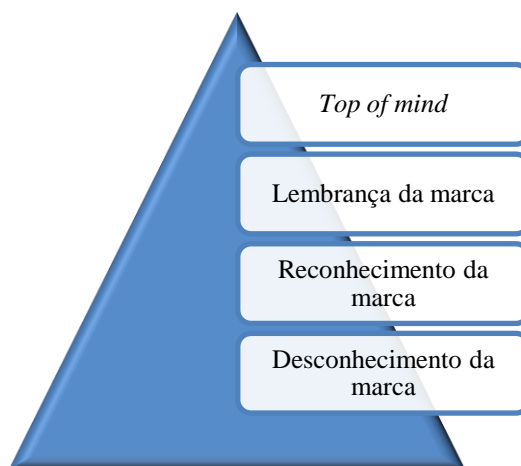 Top of mind
Lembrança da marca
Reconhecimento da
marca
Desconhecimento da
marca